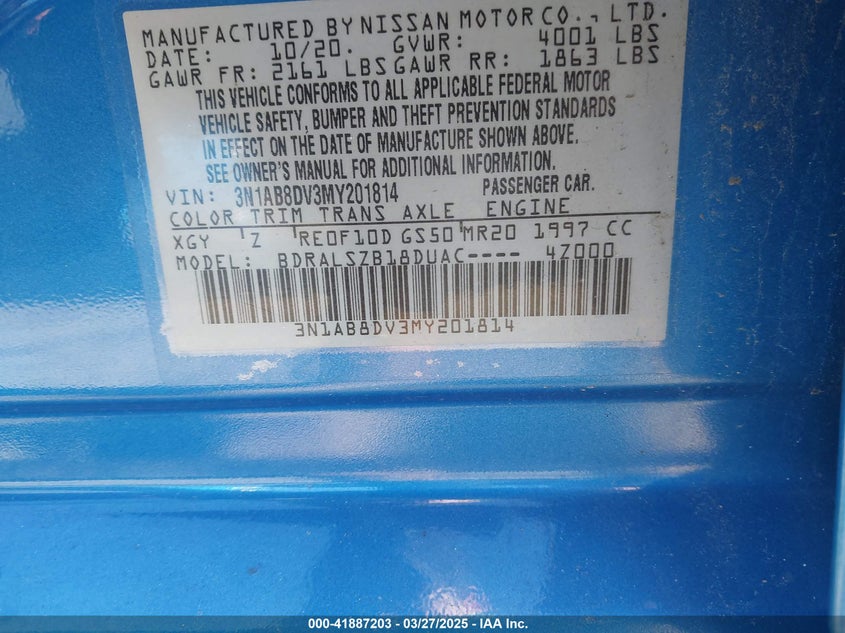 MANUFACTURED BY NISSAN MOTOR CO., LTD.
DATE: 10/20. GVWR: 4001 LBS
GAWR FR: 2161 LBS GAWR RR: 1863 LBS
THIS VEHICLE CONFORMS TO ALL APPLICABLE FEDERAL MOTOR
VEHICLE SAFETY, BUMPER AND THEFT PREVENTION STANDARDS
IN EFFECT ON THE DATE OF MANUFACTURE SHOWN ABOVE.
SEE OWNER'S MANUAL FOR ADDITIONAL INFORMATION.
VIN: 3N1AB8DV3MY201814 PASSENGER CAR.
COLOR TRIM TRANS AXLE ENGINE
XGY Z RE0F10D GS50 MR20 1997 CC
MODEL: BDRALSZB18DUAC---- 4Z000
3N1AB8DV3MY201814
000-41887203 - 03/27/2025 - IAA Inc.